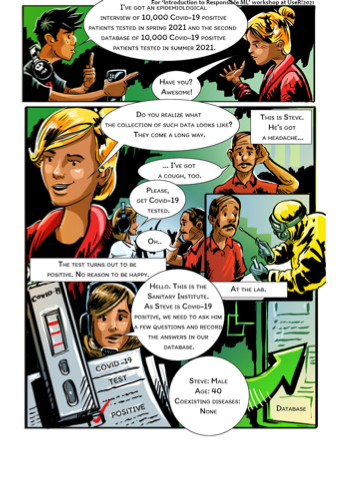 For 'Introduction to Responsible ML' workshop at UseR!2021
I've got an epidemiological
interview of 10,000 Covid-19 positive
patients tested in spring 2021 and the second
database of 10,000 Covid-19 positive
patients tested in summer 2021.
Have you?
Awesome!
Do you realize what
the collection of such data looks like?
They come a long way.
This is Steve.
He's got
a headache...
... I've got
a cough, too.
Please,
get Covid-19
tested.
Oh..
The test turns out to be
positive. No reason to be happy.
At the lab.
Hello. This is the
Sanitary Institute.
As Steve is Covid-19
positive, we need to ask him
a few questions and record
the answers in our
database.
Covid-19
Covid-19
Test
Positive
Steve: Male
Age: 40
Coexisting diseases:
None
Database